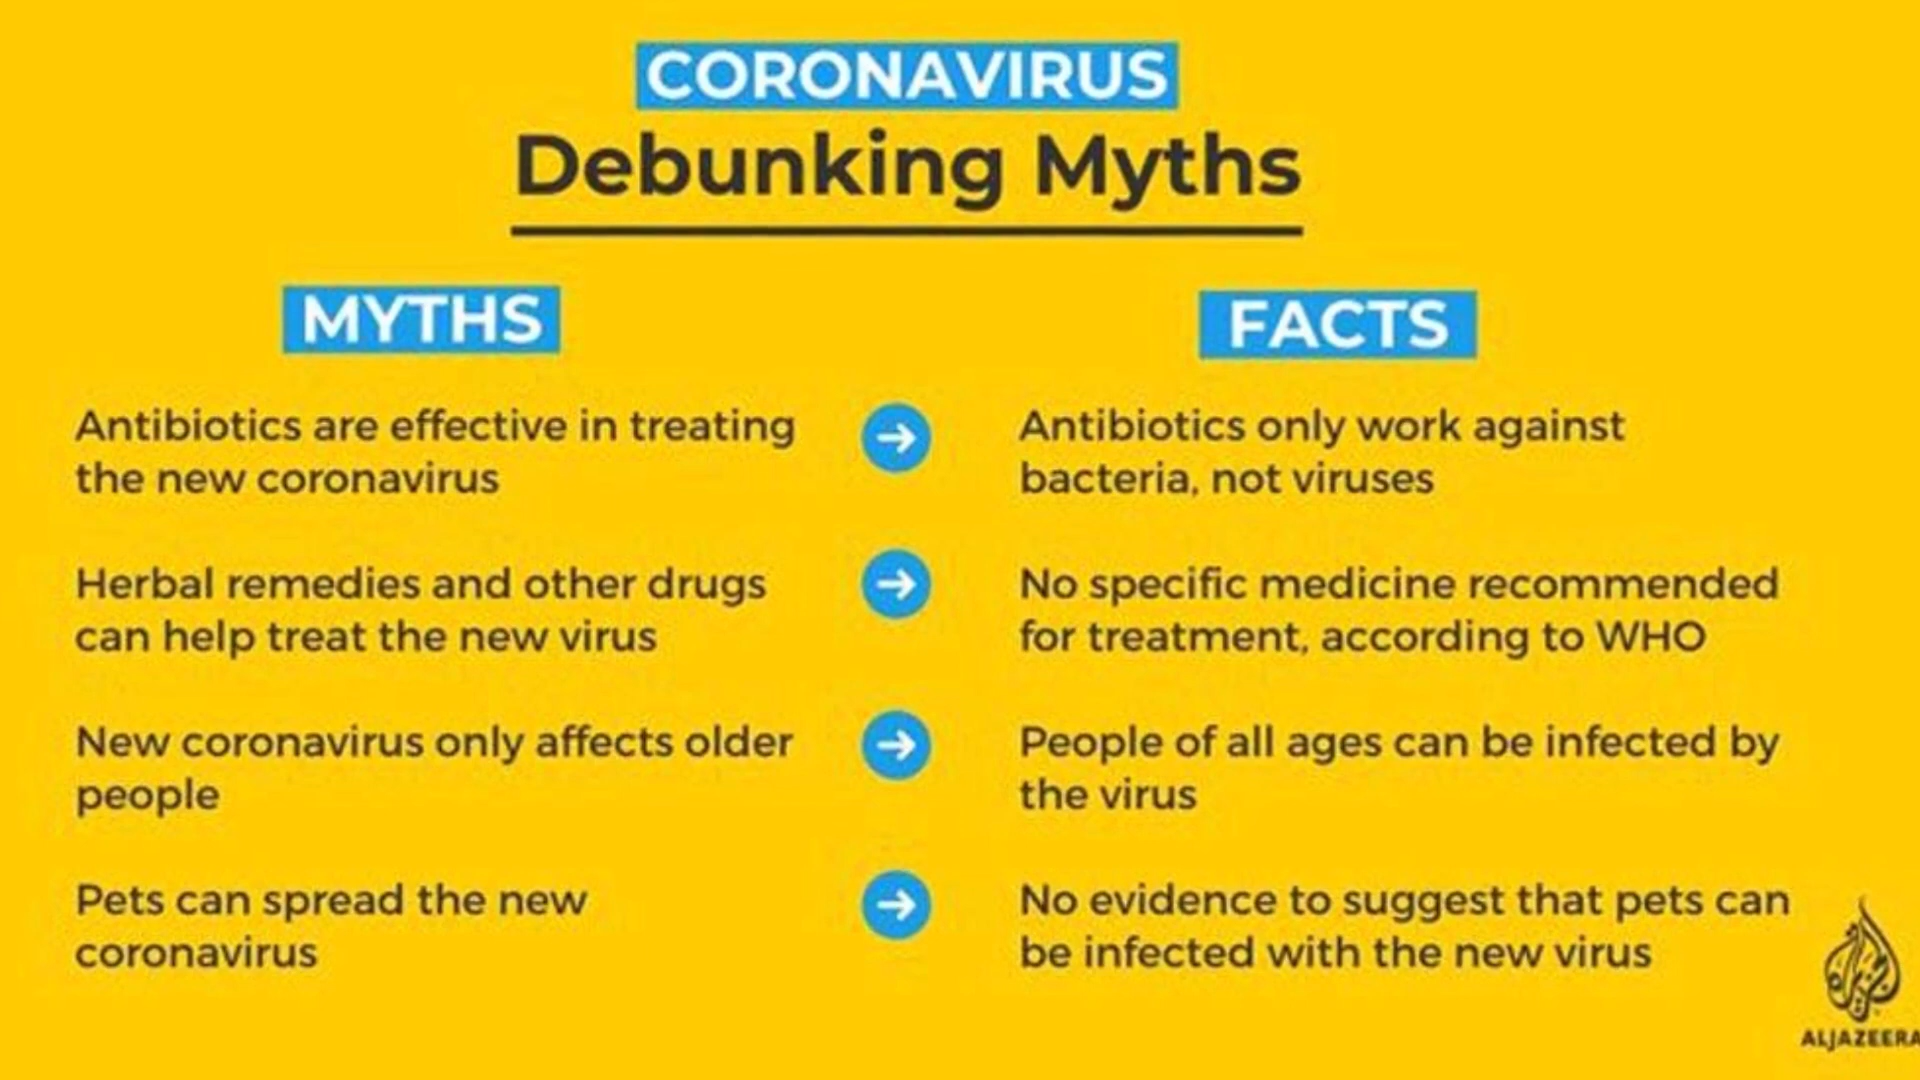 CORONAVIRUS
Debunking Myths
MYTHS
FACTS
Antibiotics are effective in treating
the new coronavirus
Antibiotics only work against
bacteria, not viruses
Herbal remedies and other drugs
can help treat the new virus
No specific medicine recommended
for treatment, according to WHO
New coronavirus only affects older
people
People of all ages can be infected by
the virus
Pets can spread the new
coronavirus
No evidence to suggest that pets can
be infected with the new virus
ALJAZEERA